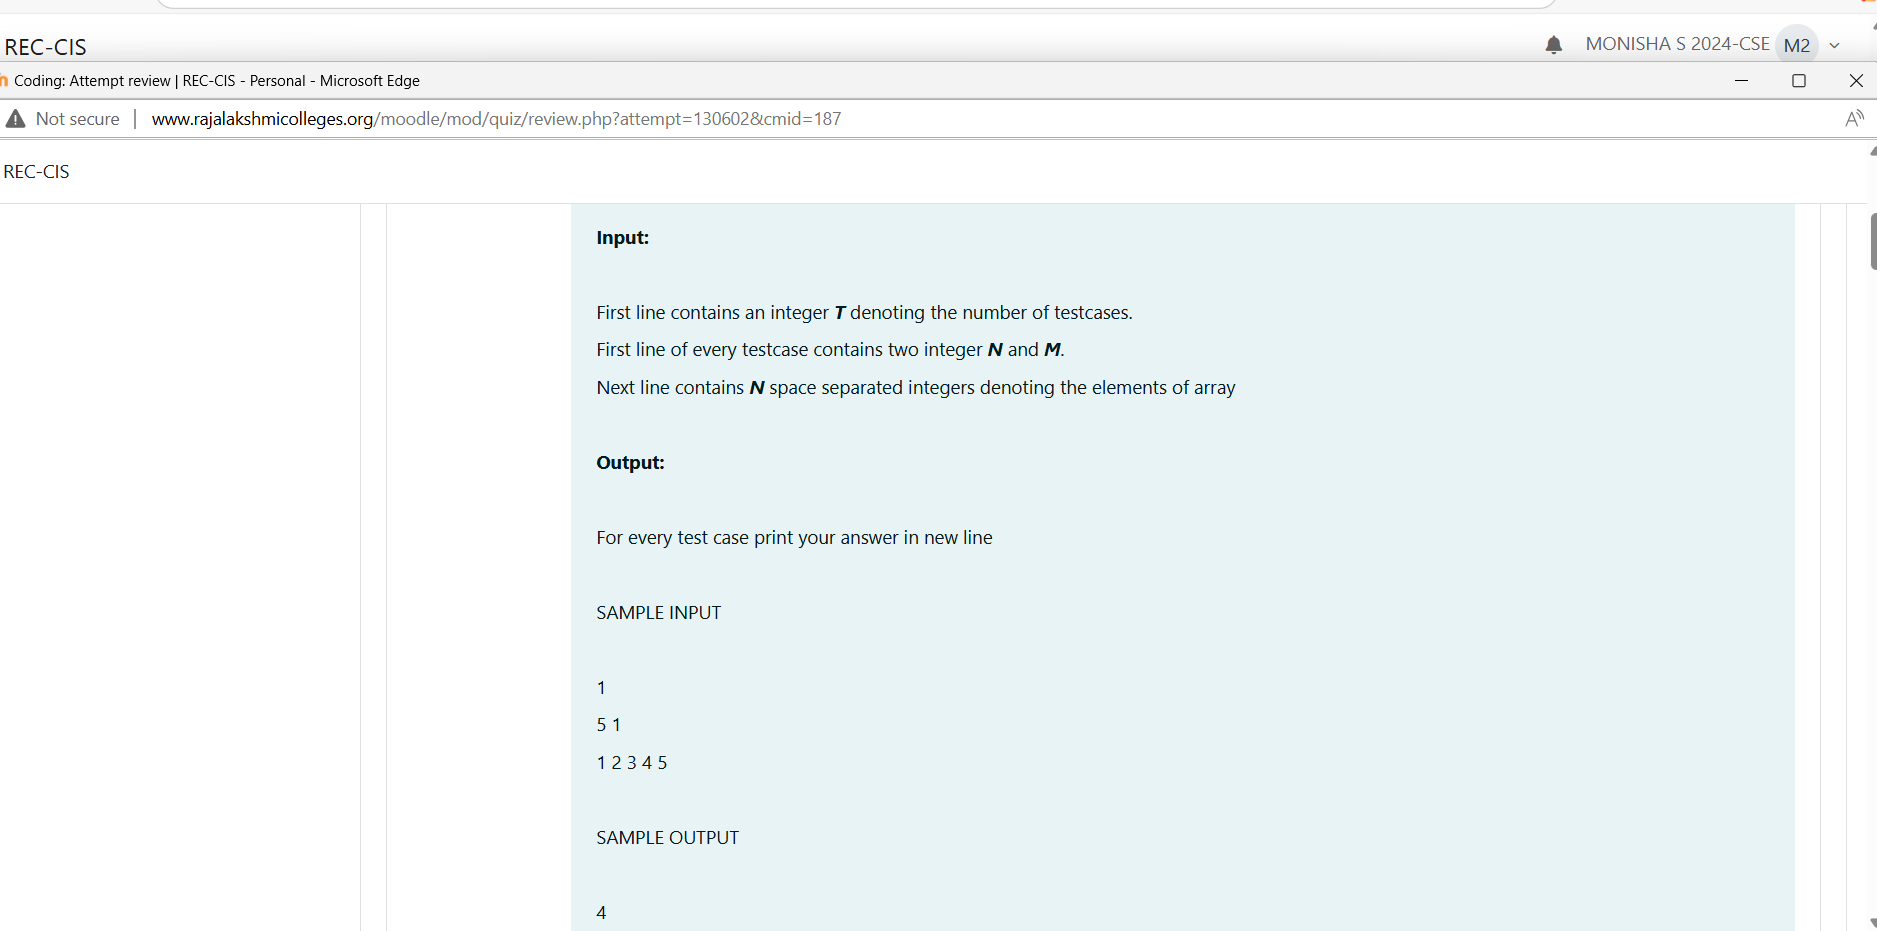 REC-CIS
MONISHA S 2024-CSE M2
Coding: Attempt review | REC-CIS - Personal - Microsoft Edge
Not secure | www.rajalakshmicolleges.org/moodle/mod/quiz/review.php?attempt=130602&cmid=187
REC-CIS
Input:
First line contains an integer T denoting the number of testcases.
First line of every testcase contains two integer N and M.
Next line contains N space separated integers denoting the elements of array
Output:
For every test case print your answer in new line
SAMPLE INPUT
1
5 1
1 2 3 4 5
SAMPLE OUTPUT
4